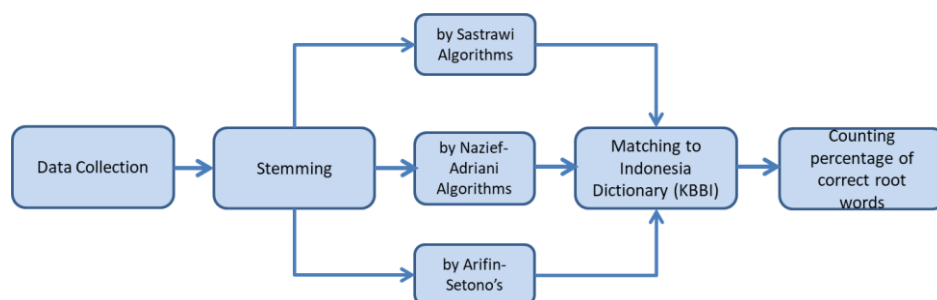 Data Collection
Stemming
by Sastrawi
Algorithms
by Nazief-
Adriani
Algorithms
by Arifin-
Setono's
Matching to
Indonesia
Dictionary (KBBI)
Counting
percentage of
correct root
words